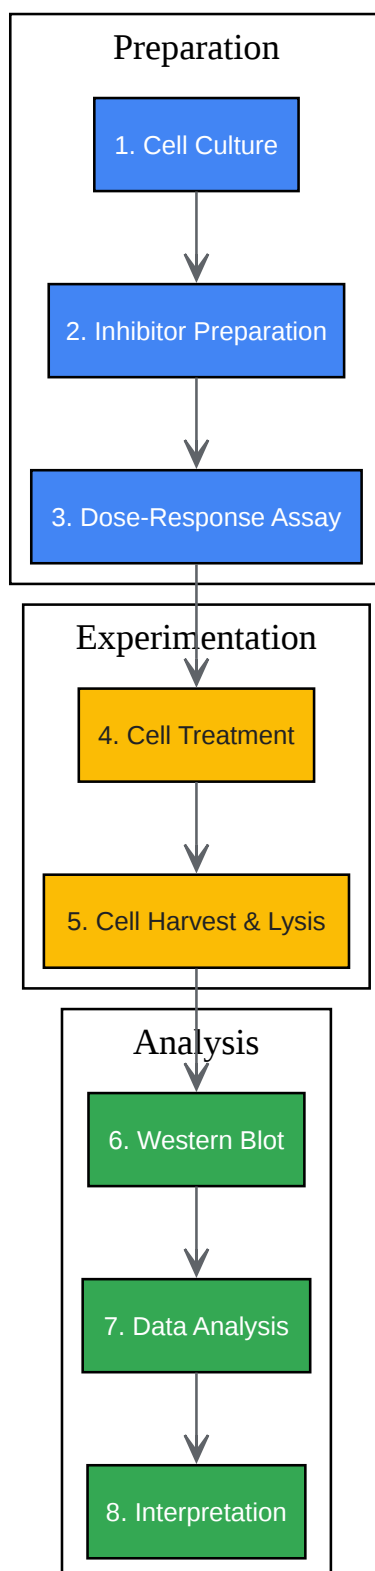 Preparation
1. Cell Culture
2. Inhibitor Preparation
3. Dose-Response Assay
Experimentation
4. Cell Treatment
5. Cell Harvest & Lysis
Analysis
6. Western Blot
7. Data Analysis
8. Interpretation